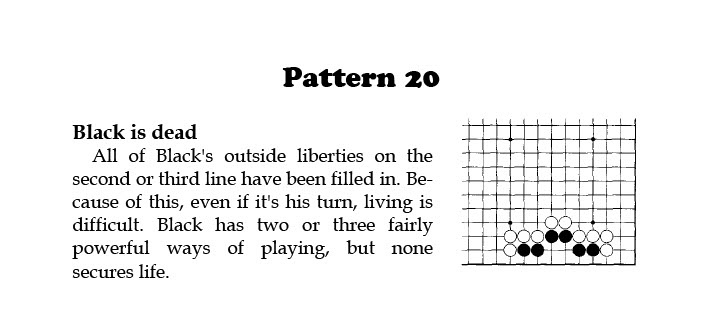 Pattern 20
Black is dead
All of Black's outside liberties on the
second or third line have been filled in. Be-
cause of this, even if it's his turn, living is
difficult. Black has two or three fairly
powerful ways of playing, but none
secures life.